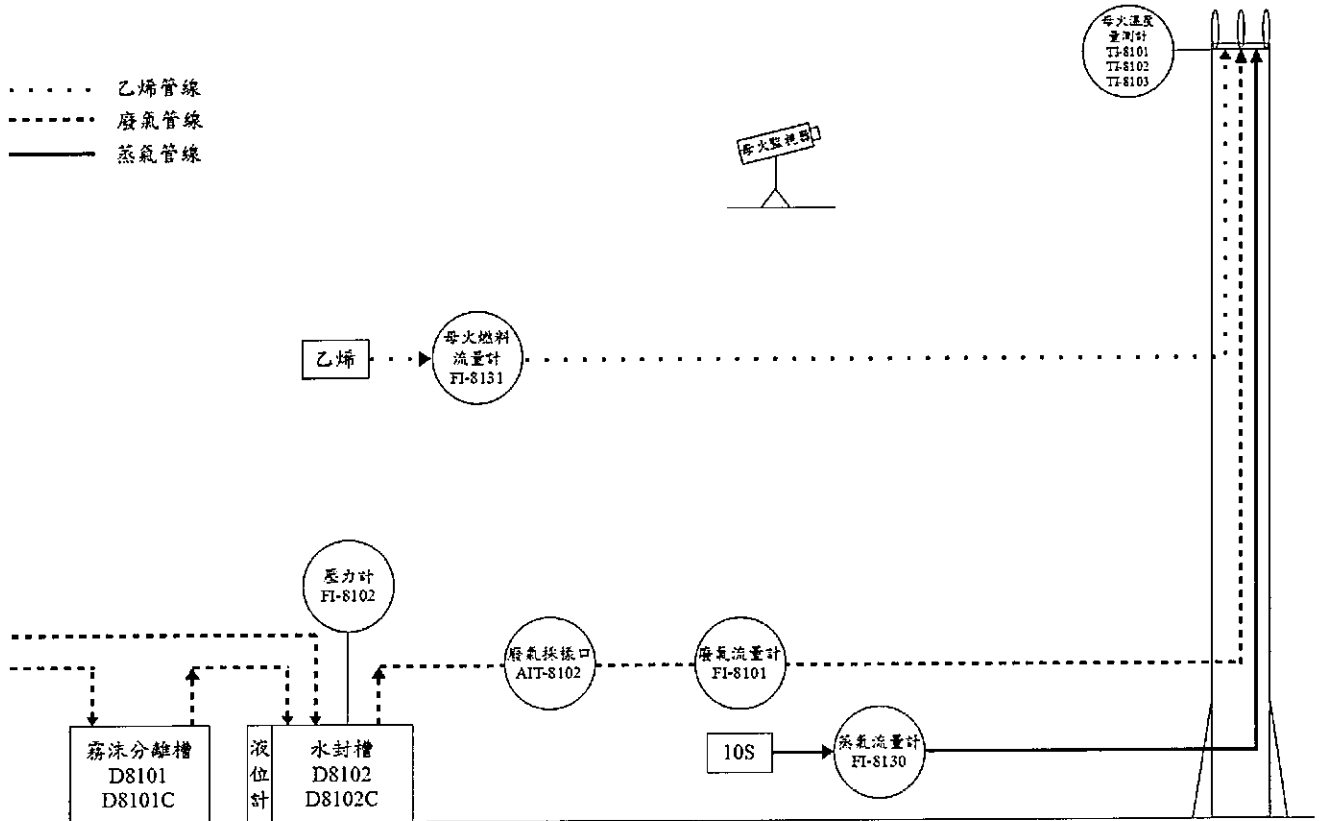 母火溫度
量測計
TI-8101
TI-8102
TI-8103
乙烯管線
廢氣管線
蒸氣管線
母火監視器
乙烯
母火燃料
流量計
FI-8131
壓力計
FI-8102
廢氣採樣口
AIT-8102
廢氣流量計
FI-8101
霧沫分離槽
D8101
D8101C
液位計
水封槽
D8102
D8102C
10S
蒸氣流量計
FI-8130